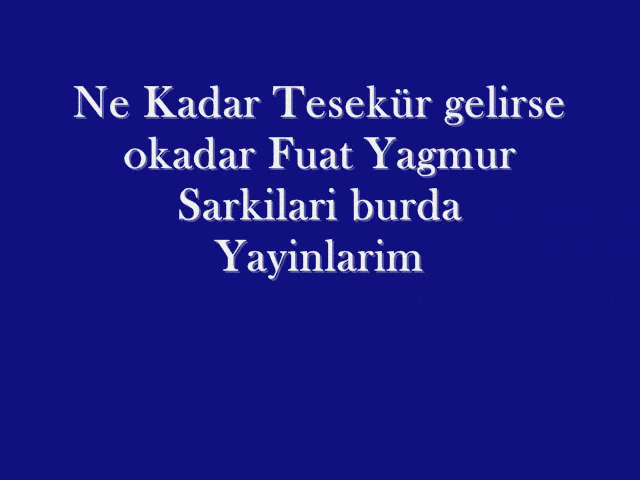 Ne Kadar Tesekür gelirse
okadar Fuat Yagmur
Sarkilari burda
Yayinlarim